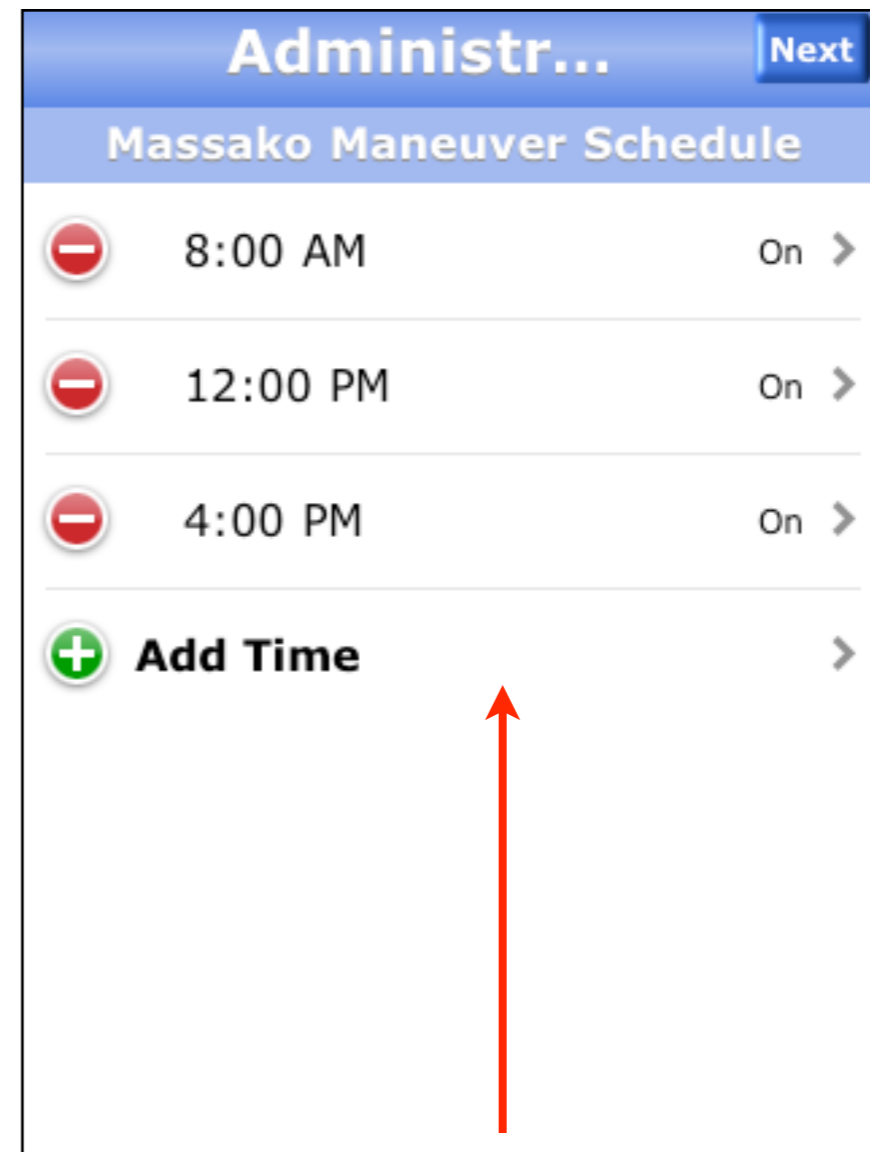 Administr...
Next
Massako Maneuver Schedule
8:00 AM On
12:00 PM On
4:00 PM On
Add Time